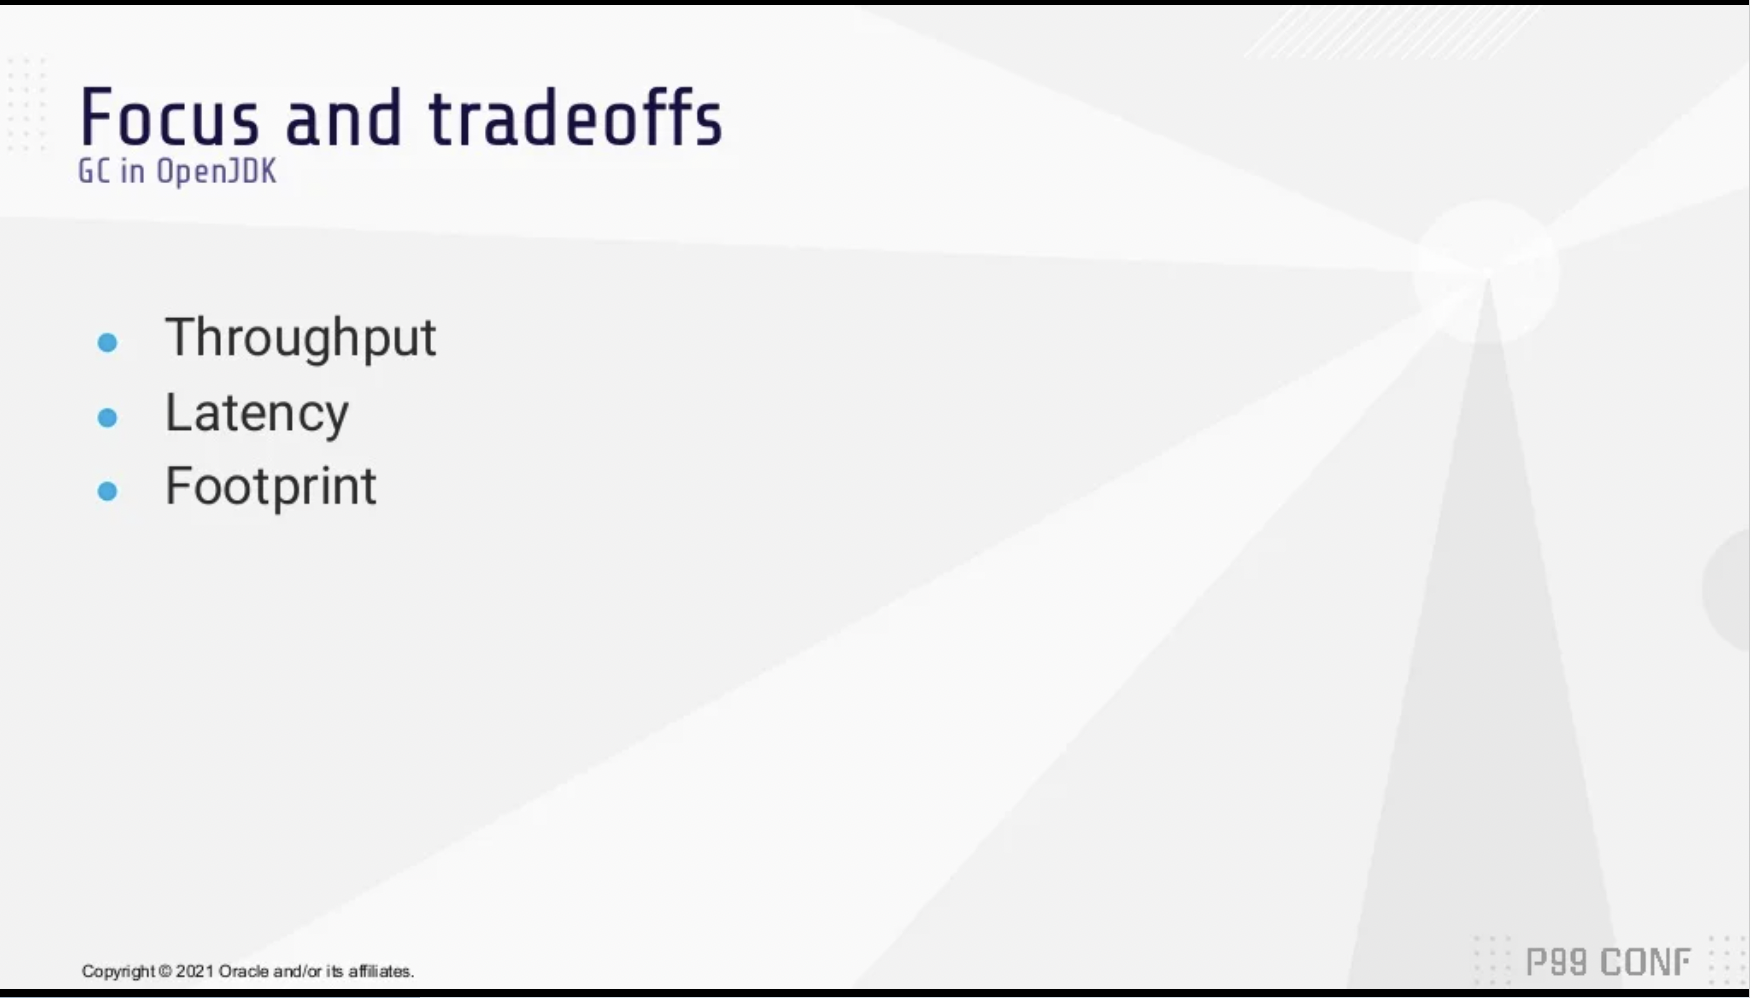 Focus and tradeoffs
GC in OpenJDK
Throughput
Latency
Footprint
Copyright © 2021 Oracle and/or its affiliates.
P99 CONF